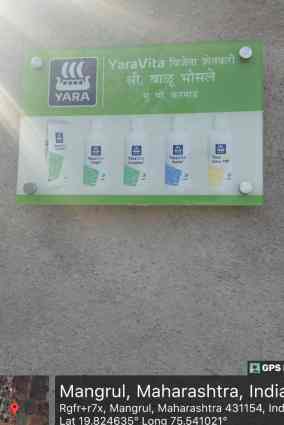 YARA
YaraVita विजेता शेतकरी
श्री. बाळू भोसले
मु. पो. करमाड
GPS
Mangrul, Maharashtra, India
Rgfr+r7x, Mangrul, Maharashtra 431154, Ind
Lat 19.824635° Long 75.541021°